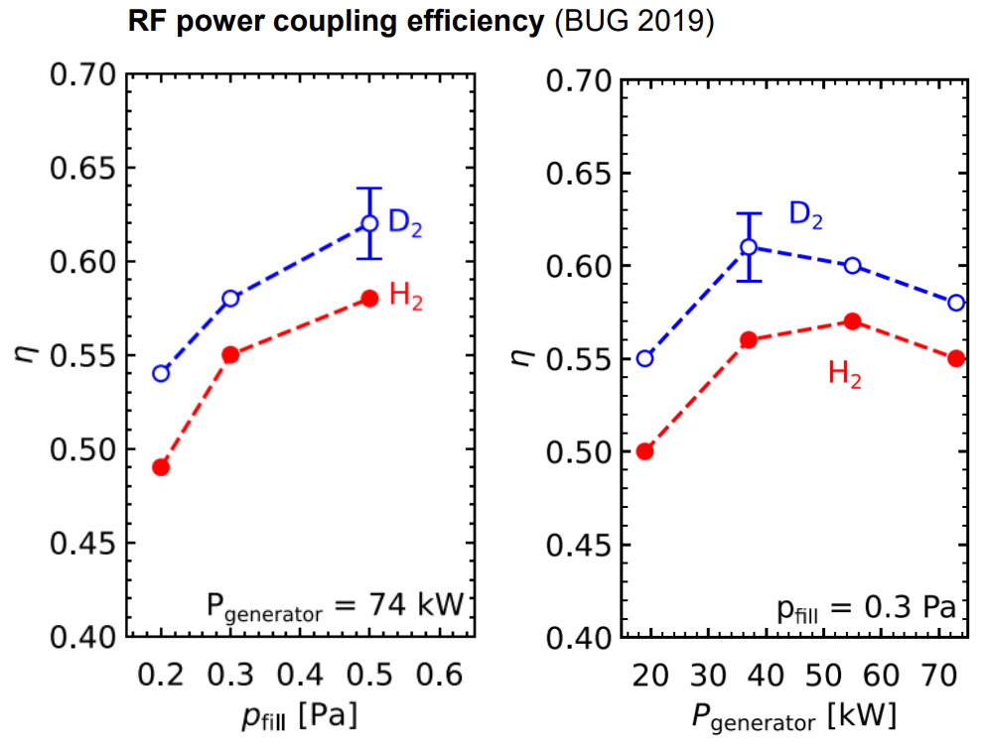 RF power coupling efficiency (BUG 2019)
0.70
0.65
0.60
0.55
0.50
0.45
0.40
η
D2
H2
Pgenerator = 74 kW
0.2 0.3 0.4 0.5 0.6
pfill [Pa]
0.70
0.65
0.60
0.55
0.50
0.45
0.40
η
D2
H2
pfill = 0.3 Pa
20 30 40 50 60 70
Pgenerator [kW]